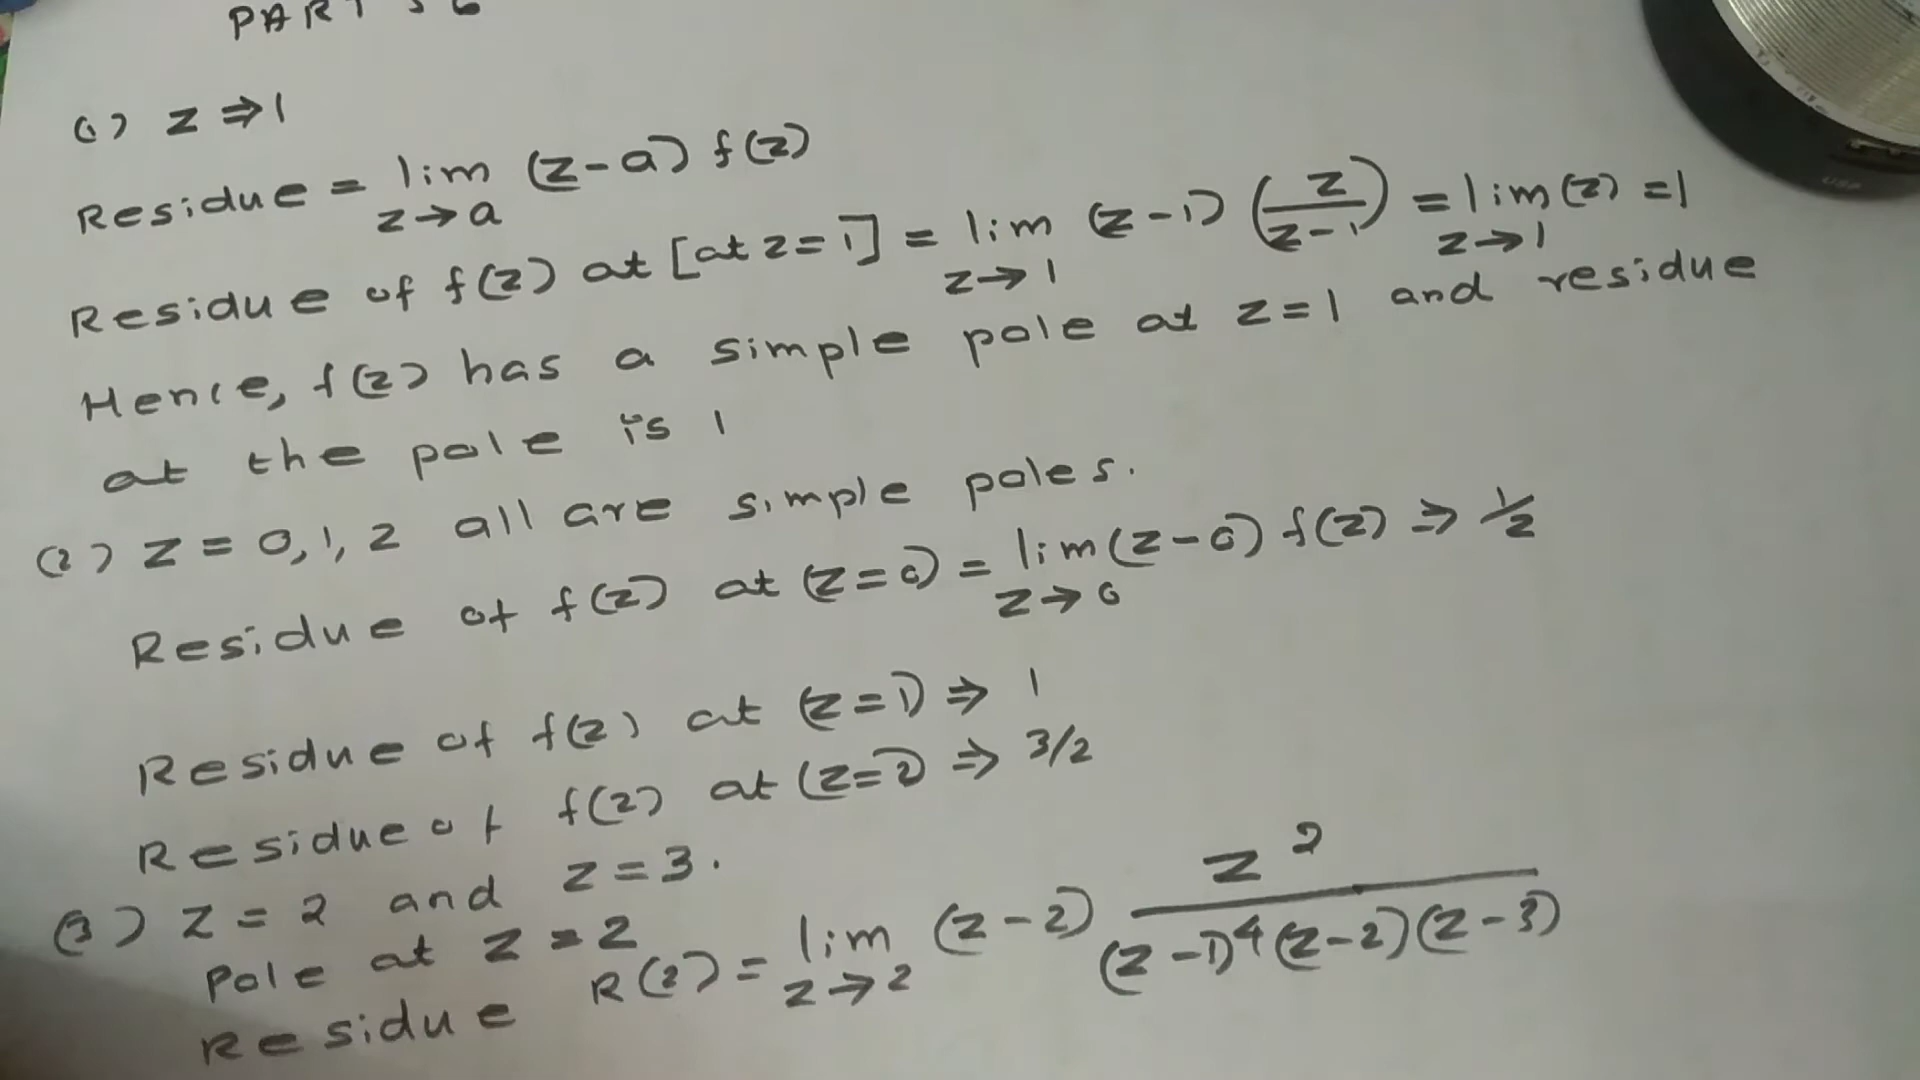 PART 36
(1) z ⇒ 1
Residue = lim z→a (z-a) f(z)
Residue of f(z) at [at z=1] = lim z→1 (z-1) (z/z-1) = lim z→1 (z) = 1
Hence, f(z) has a simple pole at z=1 and residue
at the pole is 1
(2) z = 0, 1, 2 all are simple poles.
Residue of f(z) at (z=0) = lim z→0 (z-0) f(z) ⇒ 1/2
Residue of f(z) at (z=1) ⇒ 1
Residue of f(z) at (z=2) ⇒ 3/2
(3) z = 2 and z = 3.
Pole at z = 2
Residue R(2) = lim z→2 (z-2) z²/(z-1)⁴(z-2)(z-3)